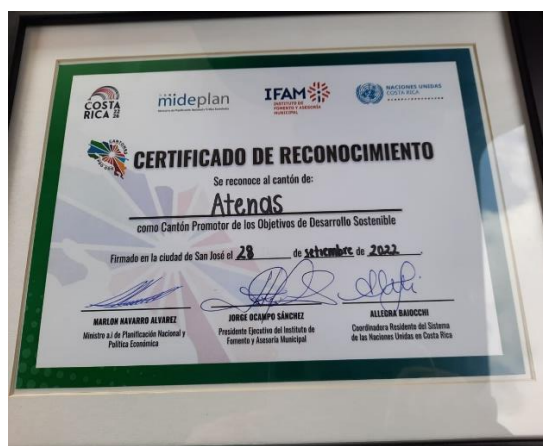 COSTA RICA
mideplan
IFAM
INSTITUTO DE
FOMENTO Y ASESORÍA
MUNICIPAL
NACIONES UNIDAS
COSTA RICA
CERTIFICADO DE RECONOCIMIENTO
Se reconoce al cantón de:
Atenas
como Cantón Promotor de los Objetivos de Desarrollo Sostenible
Firmado en la ciudad de San José el 28 de setiembre de 2022.
MARLON NAVARRO ALVAREZ
Ministro a.i de Planificación Nacional y
Política Económica
JORGE OCAMPO SÁNCHEZ
Presidente Ejecutivo del Instituto de
Fomento y Asesoría Municipal
ALLEGRA BAIOCCHI
Coordinadora Residente del Sistema
de las Naciones Unidas en Costa Rica